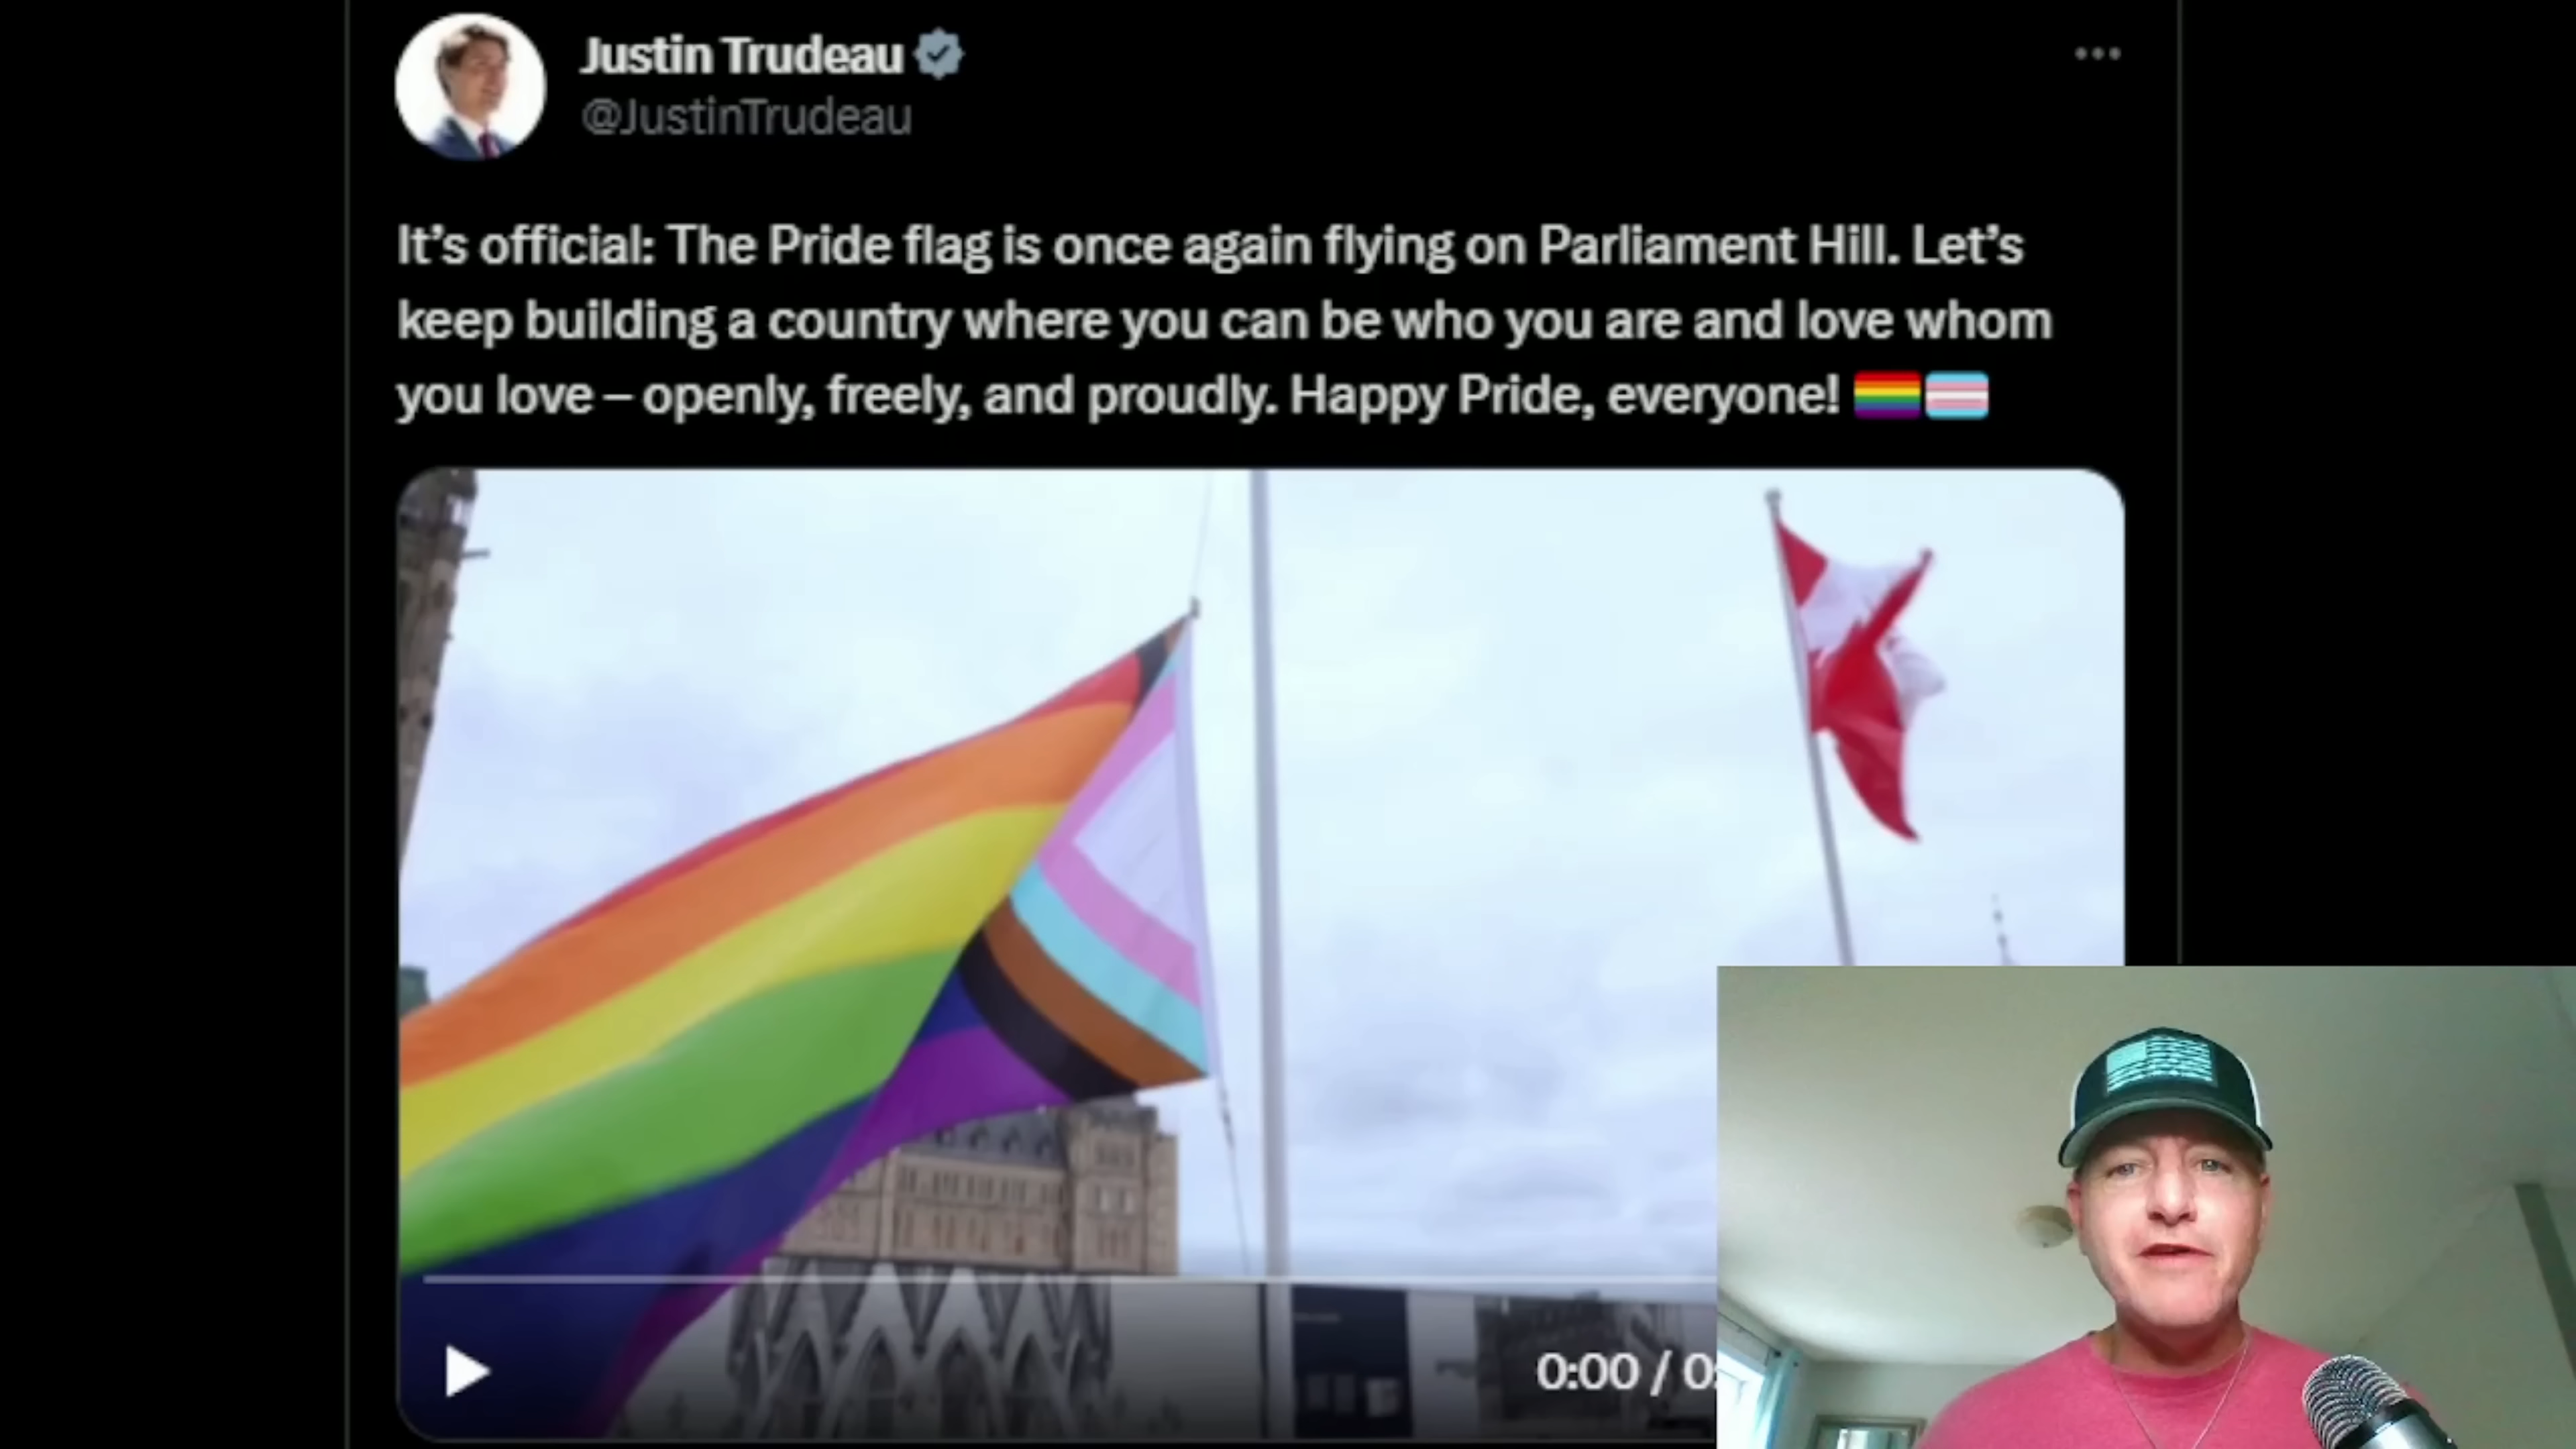 Justin Trudeau
@JustinTrudeau
It’s official: The Pride flag is once again flying on Parliament Hill. Let’s
keep building a country where you can be who you are and love whom
you love – openly, freely, and proudly. Happy Pride, everyone! 🏳️‍🌈🏳️‍⚧️
0:00 / 0: